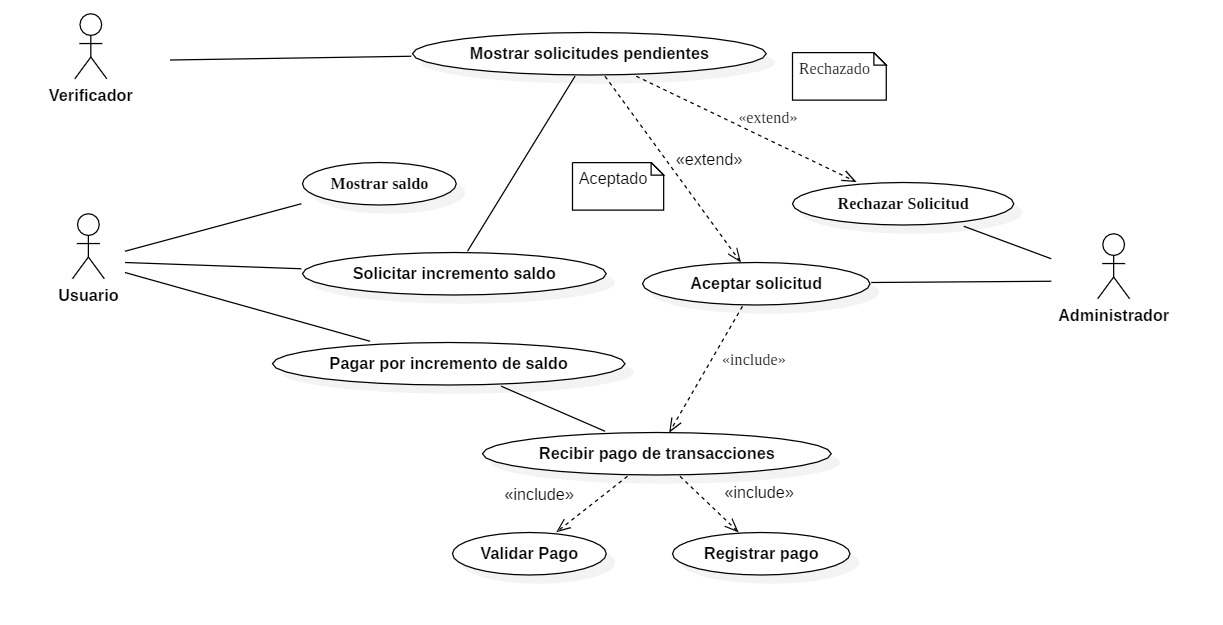 Verificador
Mostrar solicitudes pendientes
Rechazado
«extend»
«extend»
Aceptado
Mostrar saldo
Rechazar Solicitud
Usuario
Solicitar incremento saldo
Aceptar solicitud
Administrador
Pagar por incremento de saldo
«include»
Recibir pago de transacciones
«include»
«include»
Validar Pago
Registrar pago